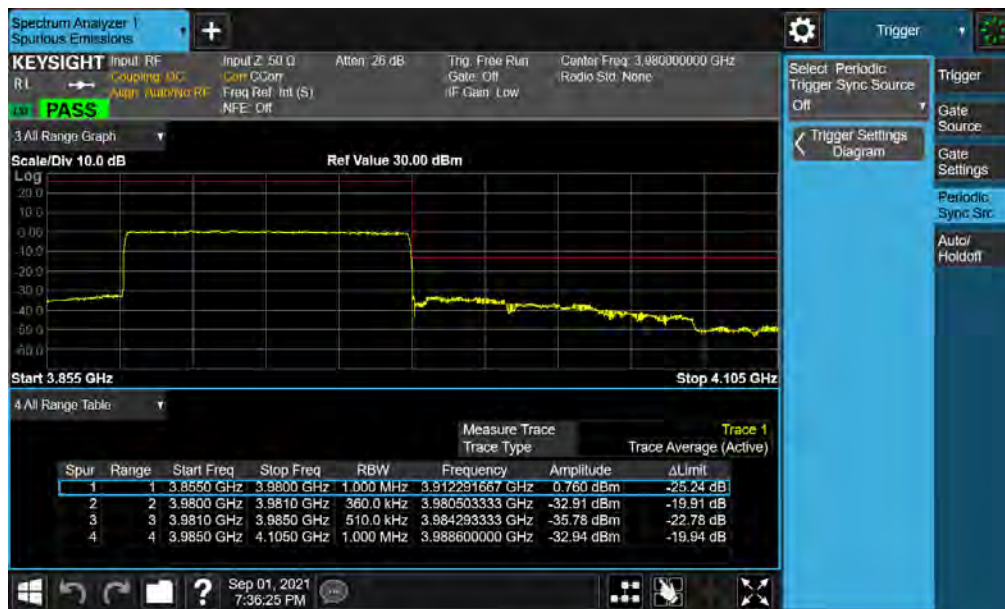 Spectrum Analyzer 1
Spurious Emissions
Trigger
KEYSIGHT
RL
PASS
Input: RF
Coupling: DC
Align: Auto/No RF
Input Z: 50 Ω
Corr CCorr
Freq Ref: Int (S)
NFE: Off
Atten: 26 dB
Trig: Free Run
Gate: Off
IF Gain: Low
Center Freq: 3.980000000 GHz
Radio Std: None
Select Periodic
Trigger Sync Source
Off
Trigger Settings
Diagram
Trigger
Gate
Source
Gate
Settings
Periodic
Sync Src
Auto/
Holdoff
3 All Range Graph
Scale/Div 10.0 dB
Ref Value 30.00 dBm
Log
20.0
10.0
0.00
-10.0
-20.0
-30.0
-40.0
-50.0
-60.0
Start 3.855 GHz
Stop 4.105 GHz
4 All Range Table
Measure Trace
Trace 1
Trace Type
Trace Average (Active)
Spur Range Start Freq Stop Freq RBW Frequency Amplitude ΔLimit
1 1 3.8550 GHz 3.9800 GHz 1.000 MHz 3.912291667 GHz 0.760 dBm -25.24 dB
2 2 3.9800 GHz 3.9810 GHz 360.0 kHz 3.980503333 GHz -32.91 dBm -19.91 dB
3 3 3.9810 GHz 3.9850 GHz 510.0 kHz 3.984293333 GHz -35.78 dBm -22.78 dB
4 4 3.9850 GHz 4.1050 GHz 1.000 MHz 3.988600000 GHz -32.94 dBm -19.94 dB
?
Sep 01, 2021
7:36:25 PM